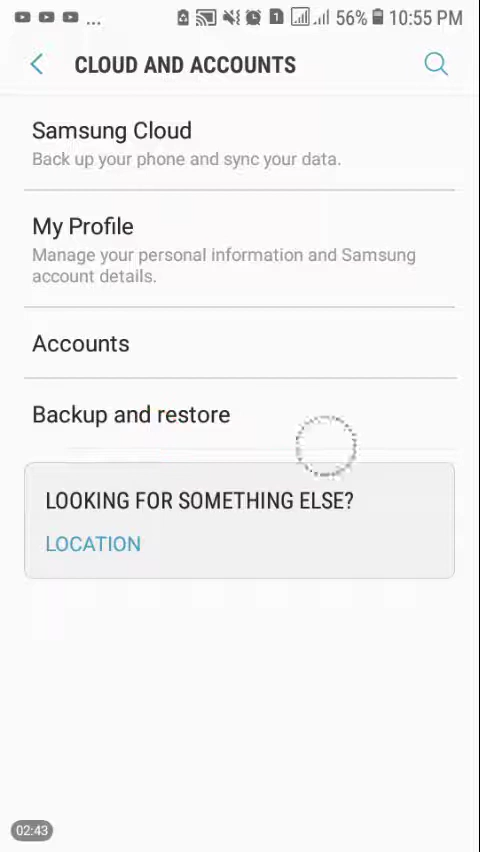 ... 1 56% 10:55 PM
CLOUD AND ACCOUNTS
Samsung Cloud
Back up your phone and sync your data.
My Profile
Manage your personal information and Samsung
account details.
Accounts
Backup and restore
LOOKING FOR SOMETHING ELSE?
LOCATION
02:43